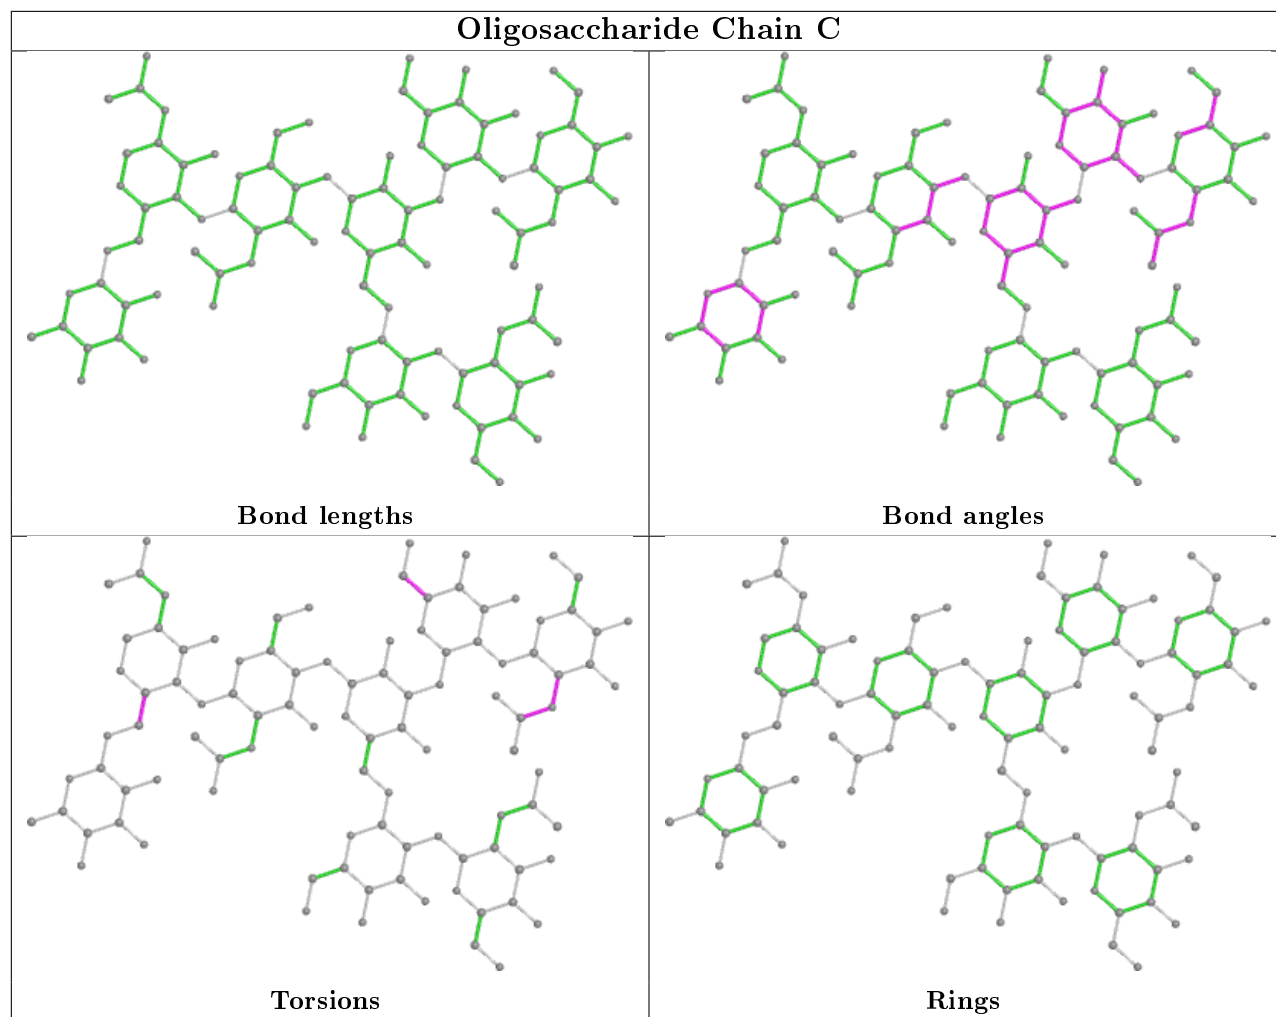 Oligosaccharide Chain C
Bond lengths
Bond angles
Torsions
Rings